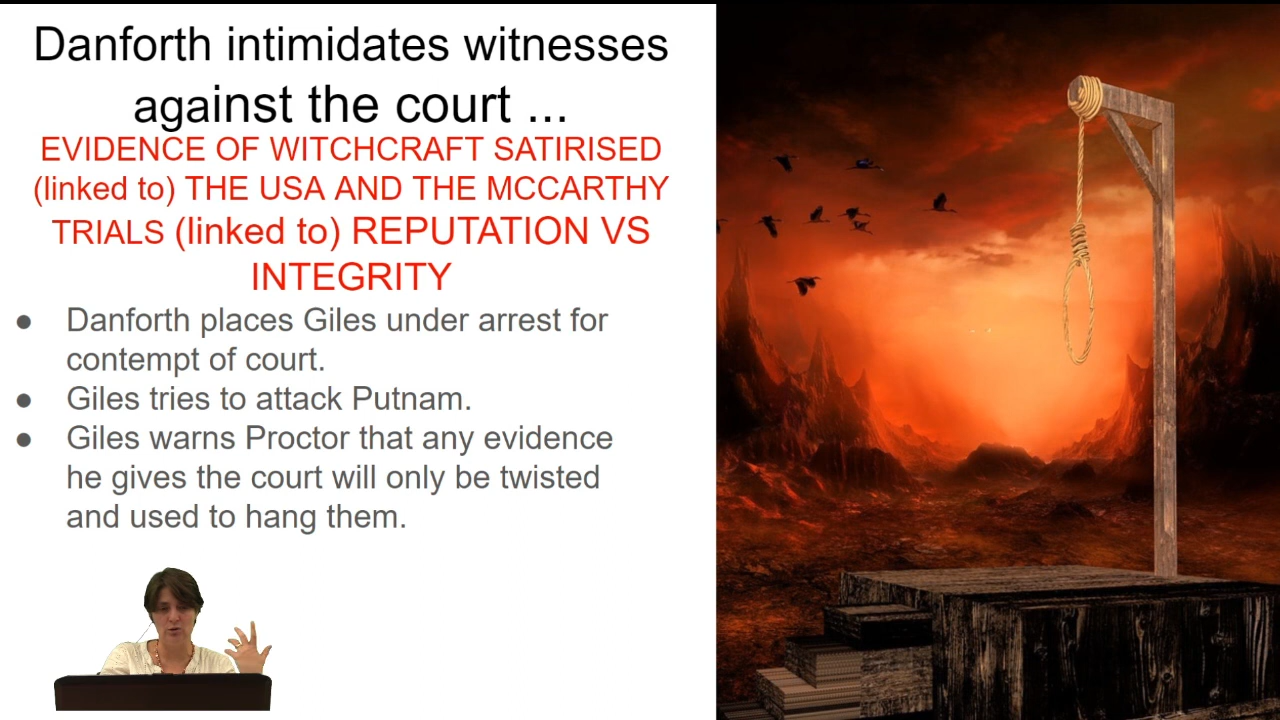 Danforth intimidates witnesses
against the court ...
EVIDENCE OF WITCHCRAFT SATIRISED
(linked to) THE USA AND THE MCCARTHY
TRIALS (linked to) REPUTATION VS
INTEGRITY
● Danforth places Giles under arrest for
contempt of court.
● Giles tries to attack Putnam.
● Giles warns Proctor that any evidence
he gives the court will only be twisted
and used to hang them.